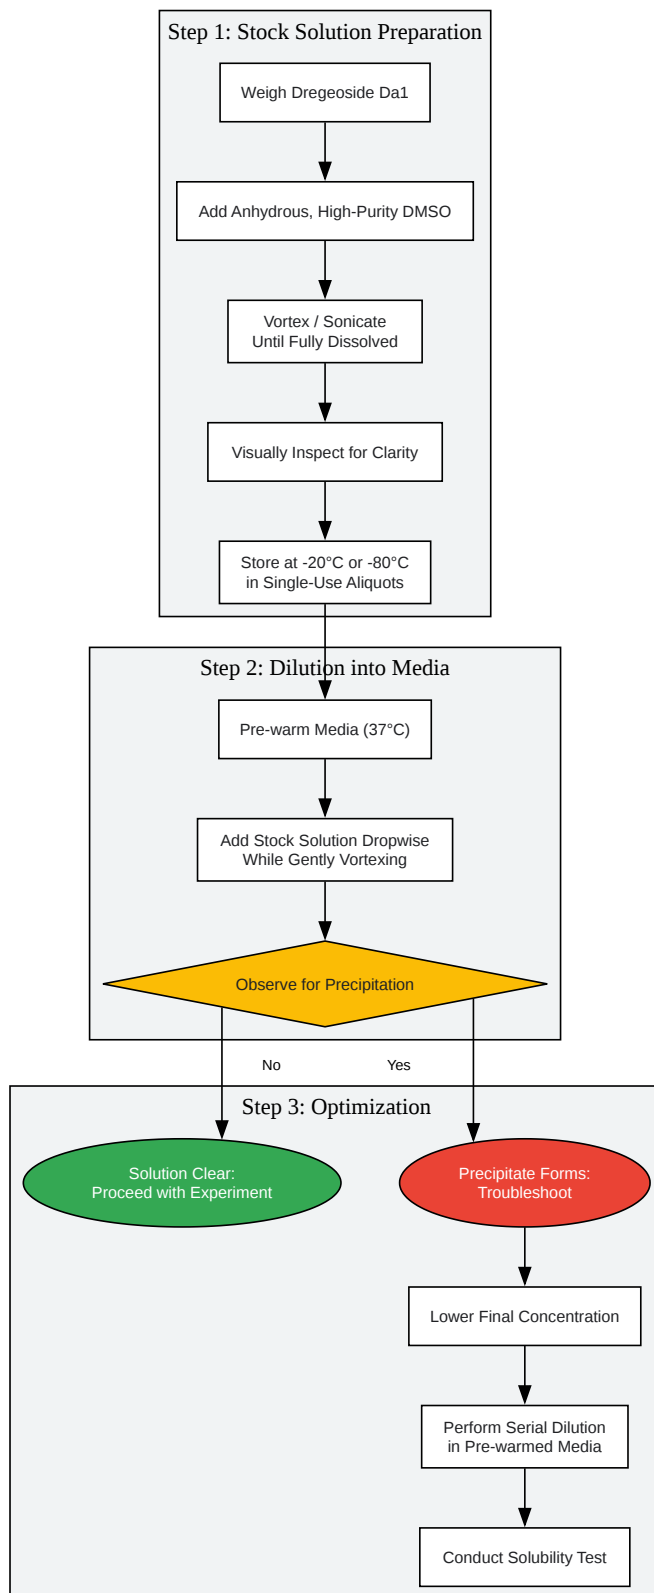 Step 1: Stock Solution Preparation
Weigh Dregeoside Da1
Add Anhydrous, High-Purity DMSO
Vortex / Sonicate
Until Fully Dissolved
Visually Inspect for Clarity
Store at -20°C or -80°C
in Single-Use Aliquots
Step 2: Dilution into Media
Pre-warm Media (37°C)
Add Stock Solution Dropwise
While Gently Vortexing
Observe for Precipitation
No
Yes
Step 3: Optimization
Solution Clear:
Proceed with Experiment
Precipitate Forms:
Troubleshoot
Lower Final Concentration
Perform Serial Dilution
in Pre-warmed Media
Conduct Solubility Test